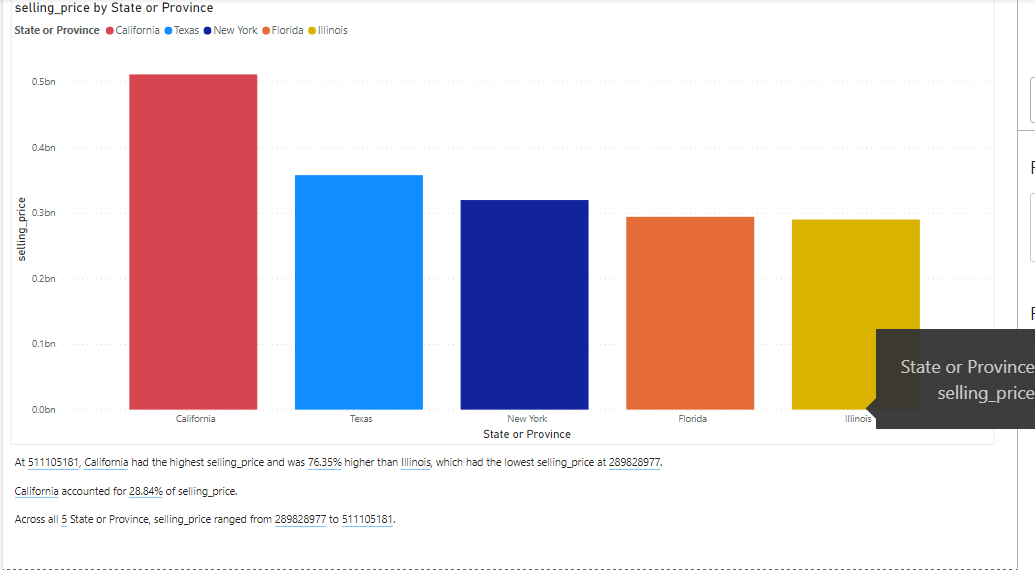 selling_price by State or Province
State or Province California Texas New York Florida Illinois
0.5bn
0.4bn
0.3bn
0.2bn
0.1bn
0.0bn
selling_price
California Texas New York Florida Illinois
State or Province
State or Province
selling_price
At 511105181, California had the highest selling_price and was 76.35% higher than Illinois, which had the lowest selling_price at 289828977.
California accounted for 28.84% of selling_price.
Across all 5 State or Province, selling_price ranged from 289828977 to 511105181.